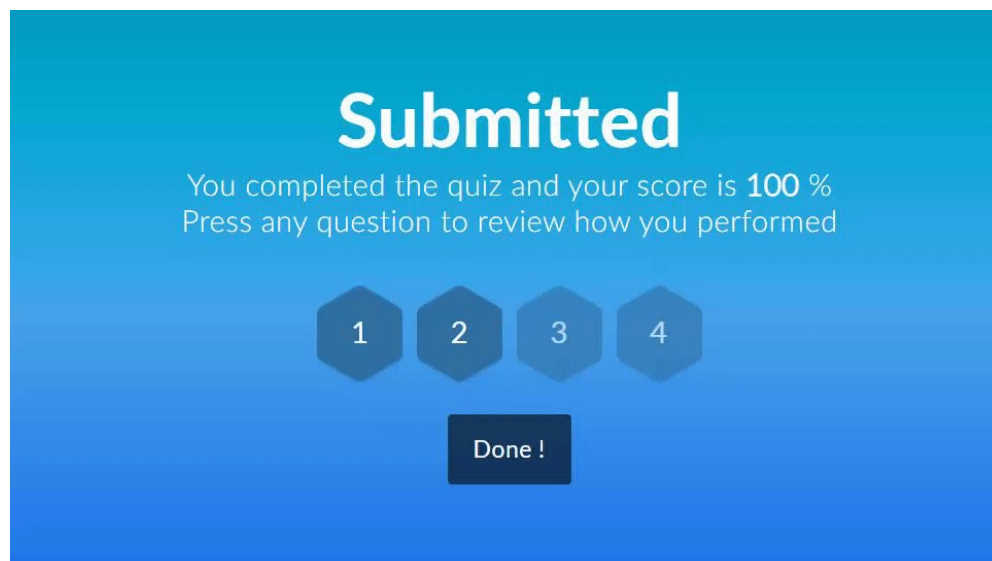 Submitted
You completed the quiz and your score is 100 %
Press any question to review how you performed
1 2 3 4
Done !